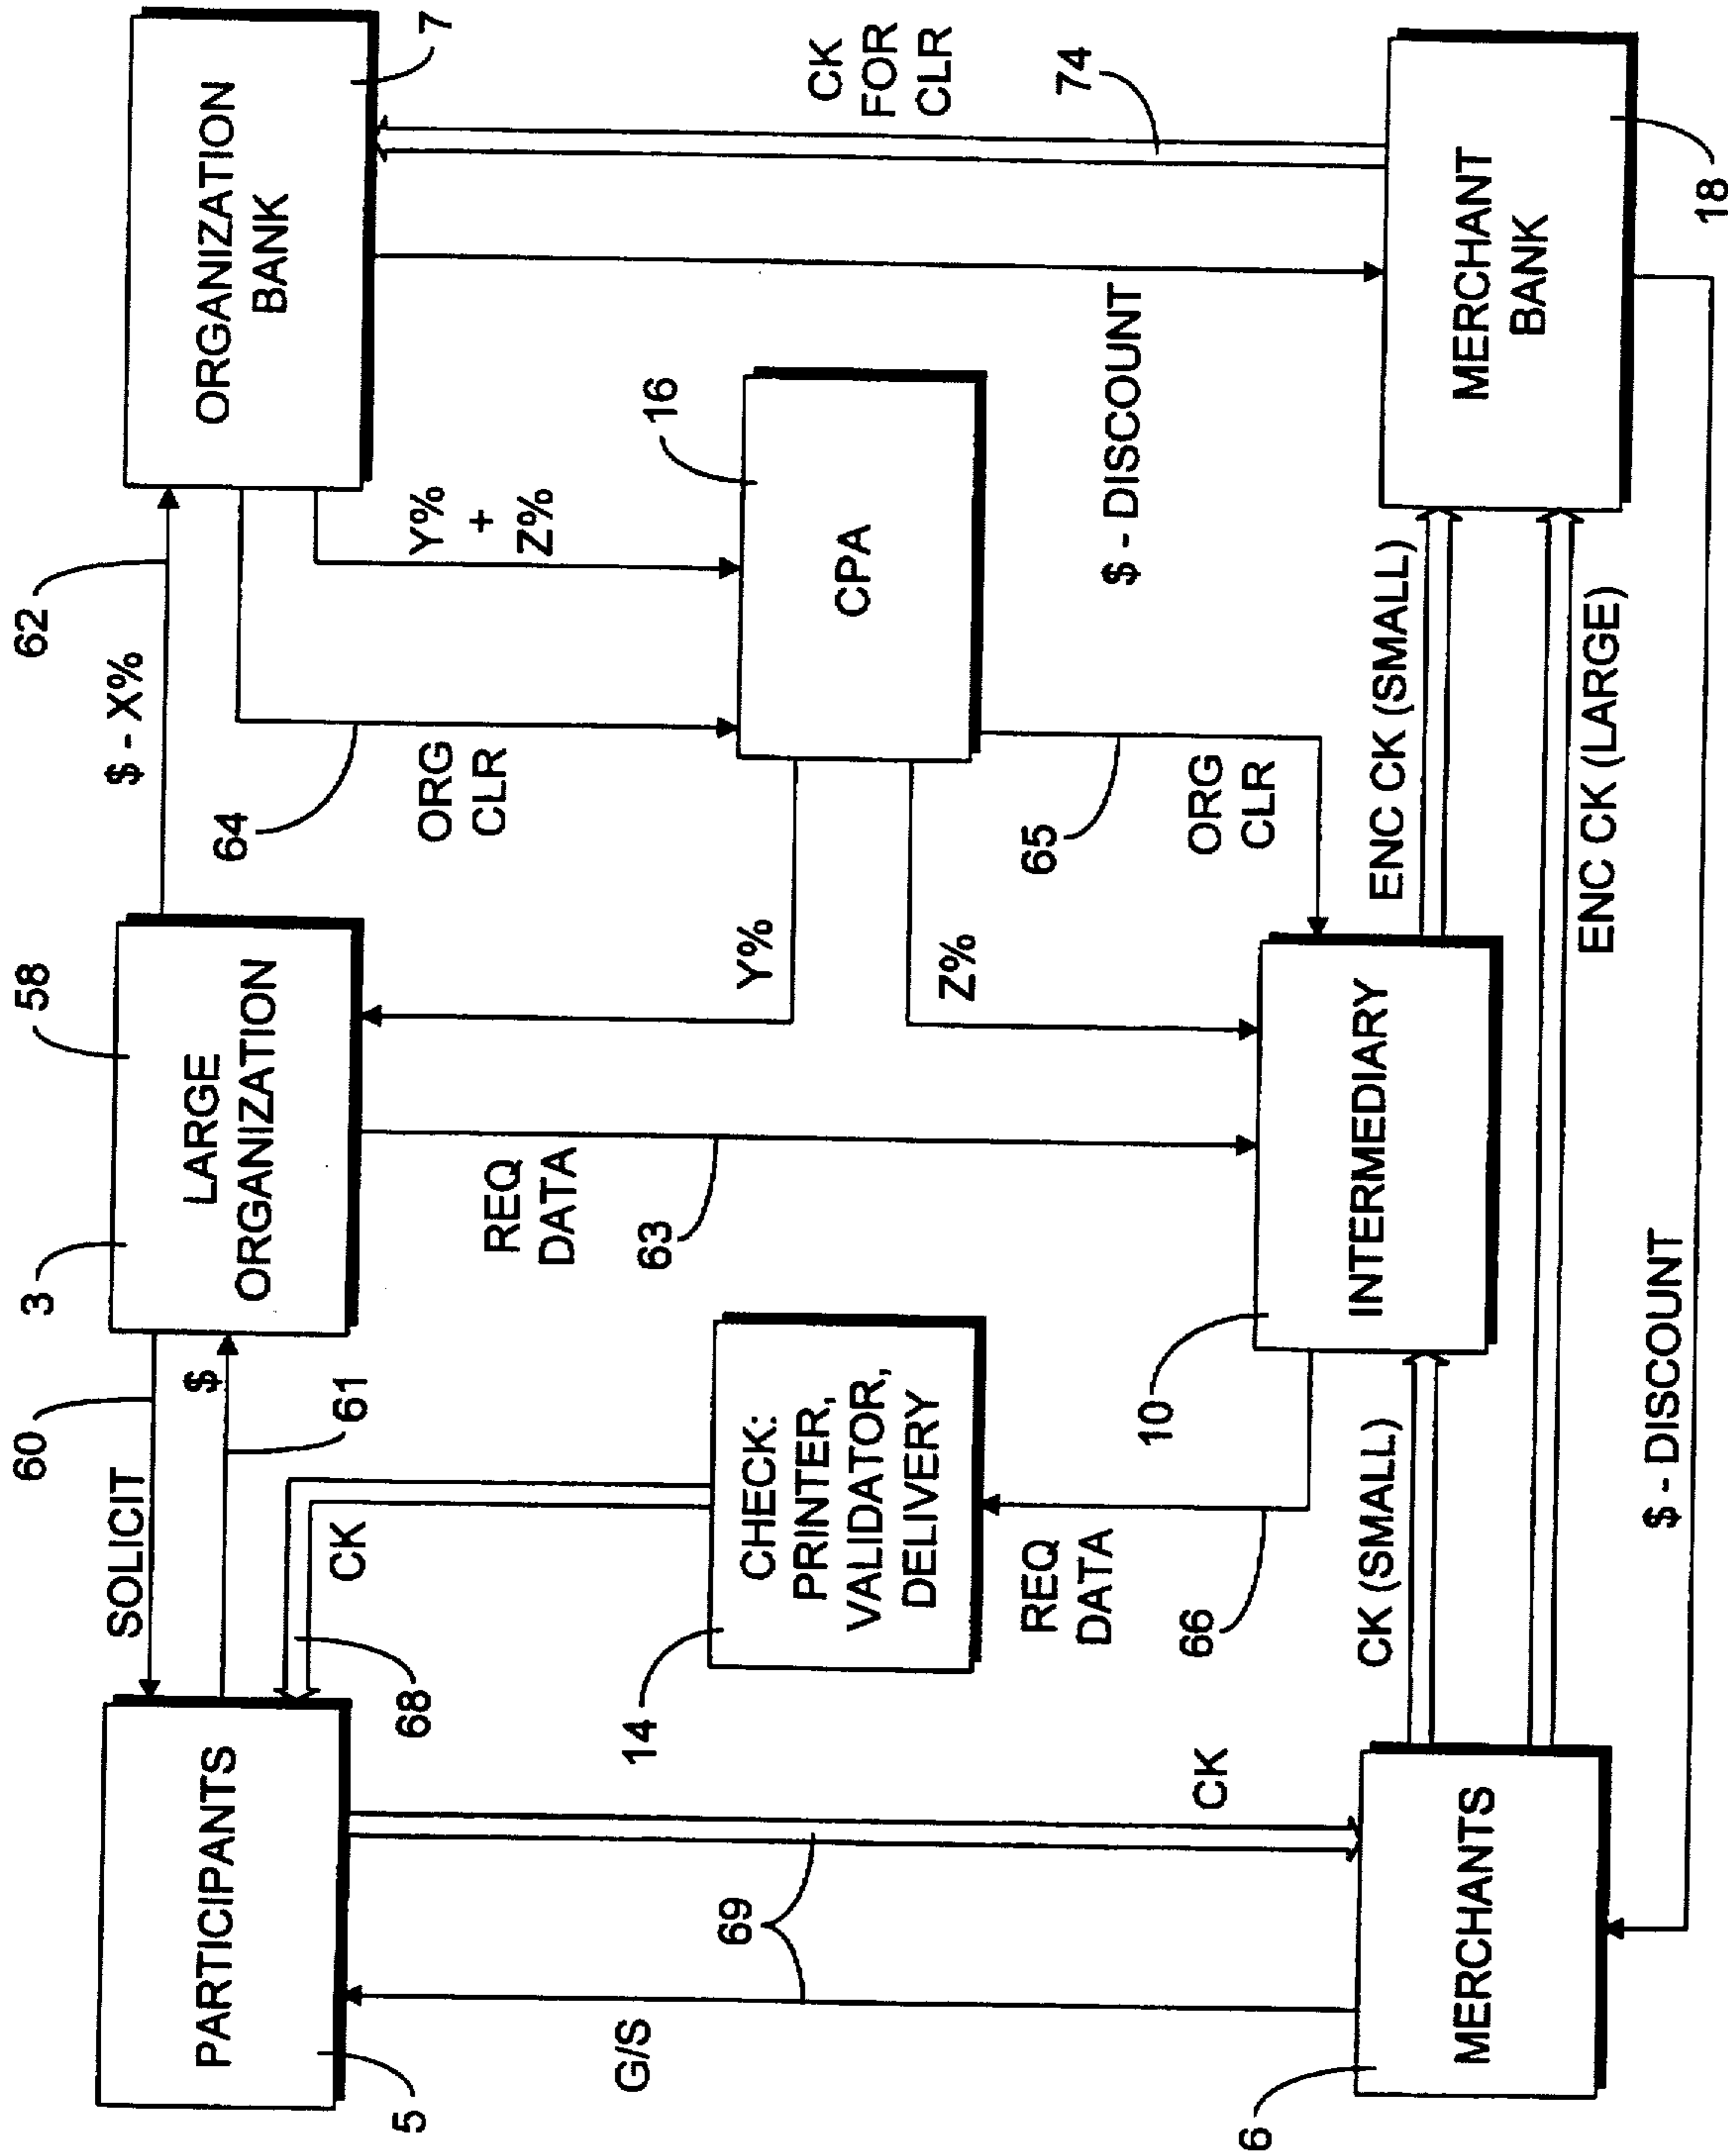 60
3
58
62
SOLICIT
$
61
$ - X%
PARTICIPANTS
5
LARGE
ORGANIZATION
ORGANIZATION
BANK
7
CK
68
64
ORG
CLR
Y%
+
Z%
REQ
DATA
63
Y%
Z%
16
CPA
CK
FOR
CLR
74
14
CHECK:
PRINTER,
VALIDATOR,
DELIVERY
69
G/S
CK
REQ
DATA
66
10
65
ORG
CLR
$ - DISCOUNT
INTERMEDIARY
6
MERCHANTS
CK (SMALL)
ENC CK (SMALL)
ENC CK (LARGE)
MERCHANT
BANK
18
$ - DISCOUNT